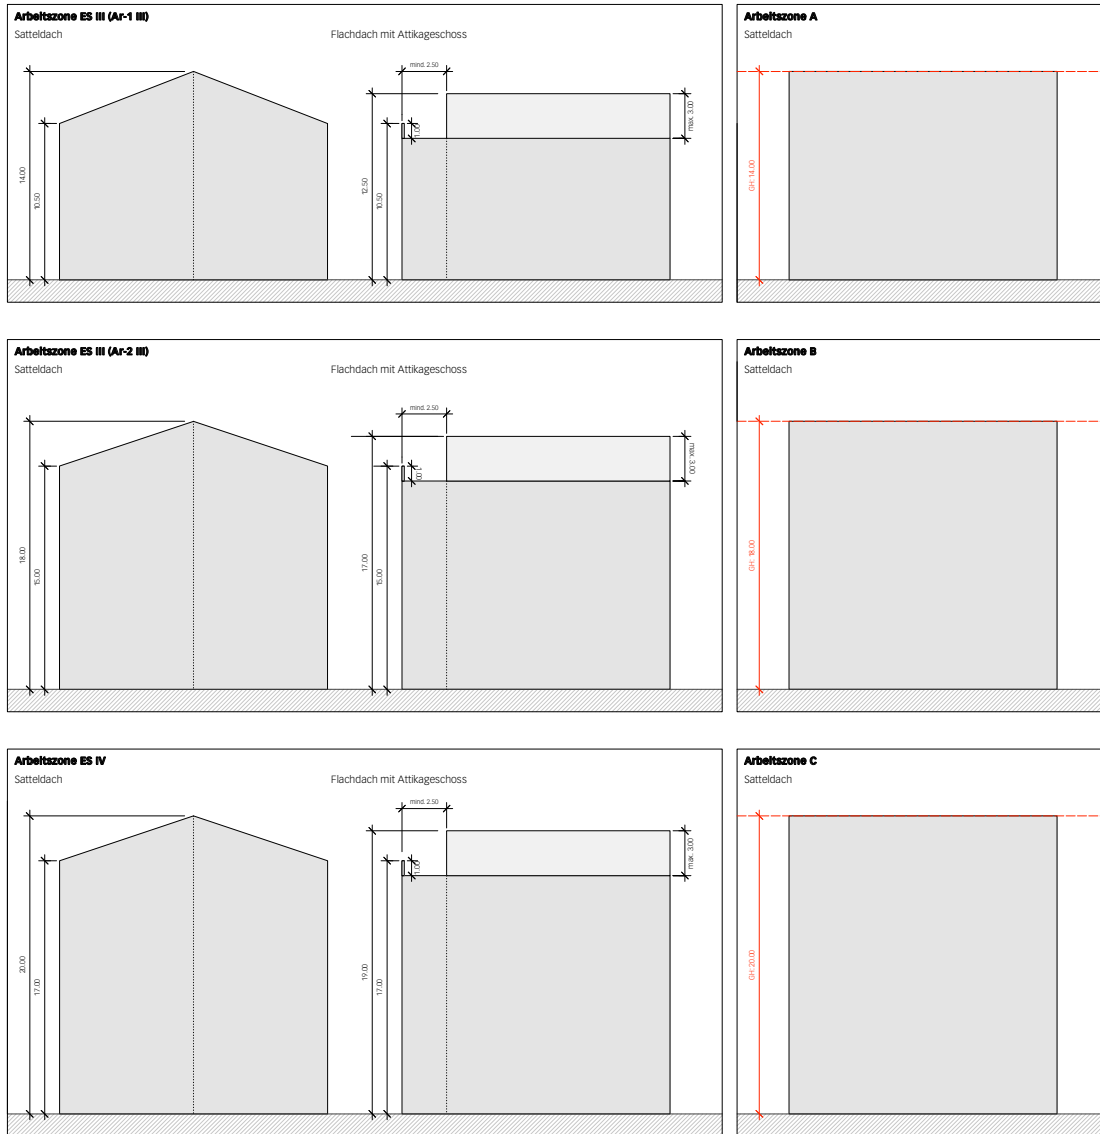 Arbeitszone ES III (Ar-1 III)
Satteldach
Flachdach mit Attikageschoss
mind. 2.50
1.00
max. 3.00
14.00
10.50
12.50
10.50
Arbeitszone A
Satteldach
GH: 14.00
Arbeitszone ES III (Ar-2 III)
Satteldach
Flachdach mit Attikageschoss
mind. 2.50
1.00
max. 3.00
18.00
15.00
17.00
15.00
Arbeitszone B
Satteldach
GH: 18.00
Arbeitszone ES IV
Satteldach
Flachdach mit Attikageschoss
mind. 2.50
1.00
max. 3.00
20.00
17.00
19.00
17.00
Arbeitszone C
Satteldach
GH: 20.00